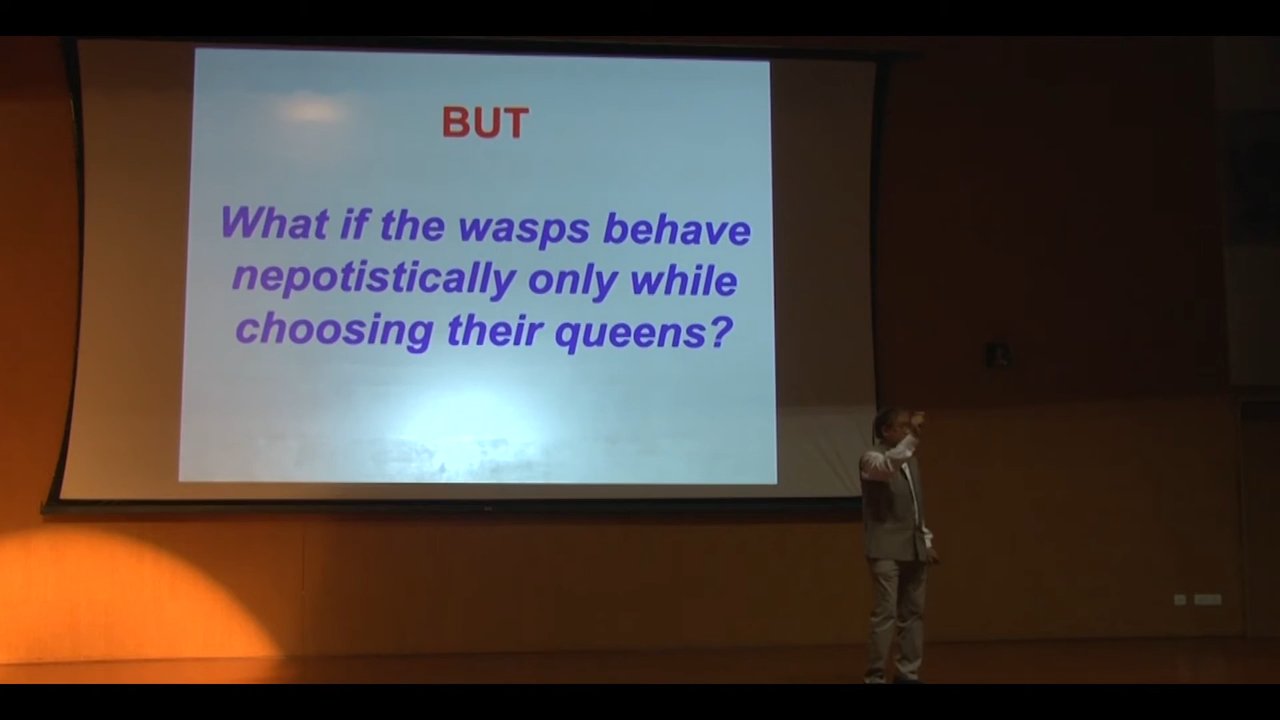 BUT
What if the wasps behave
nepotistically only while
choosing their queens?